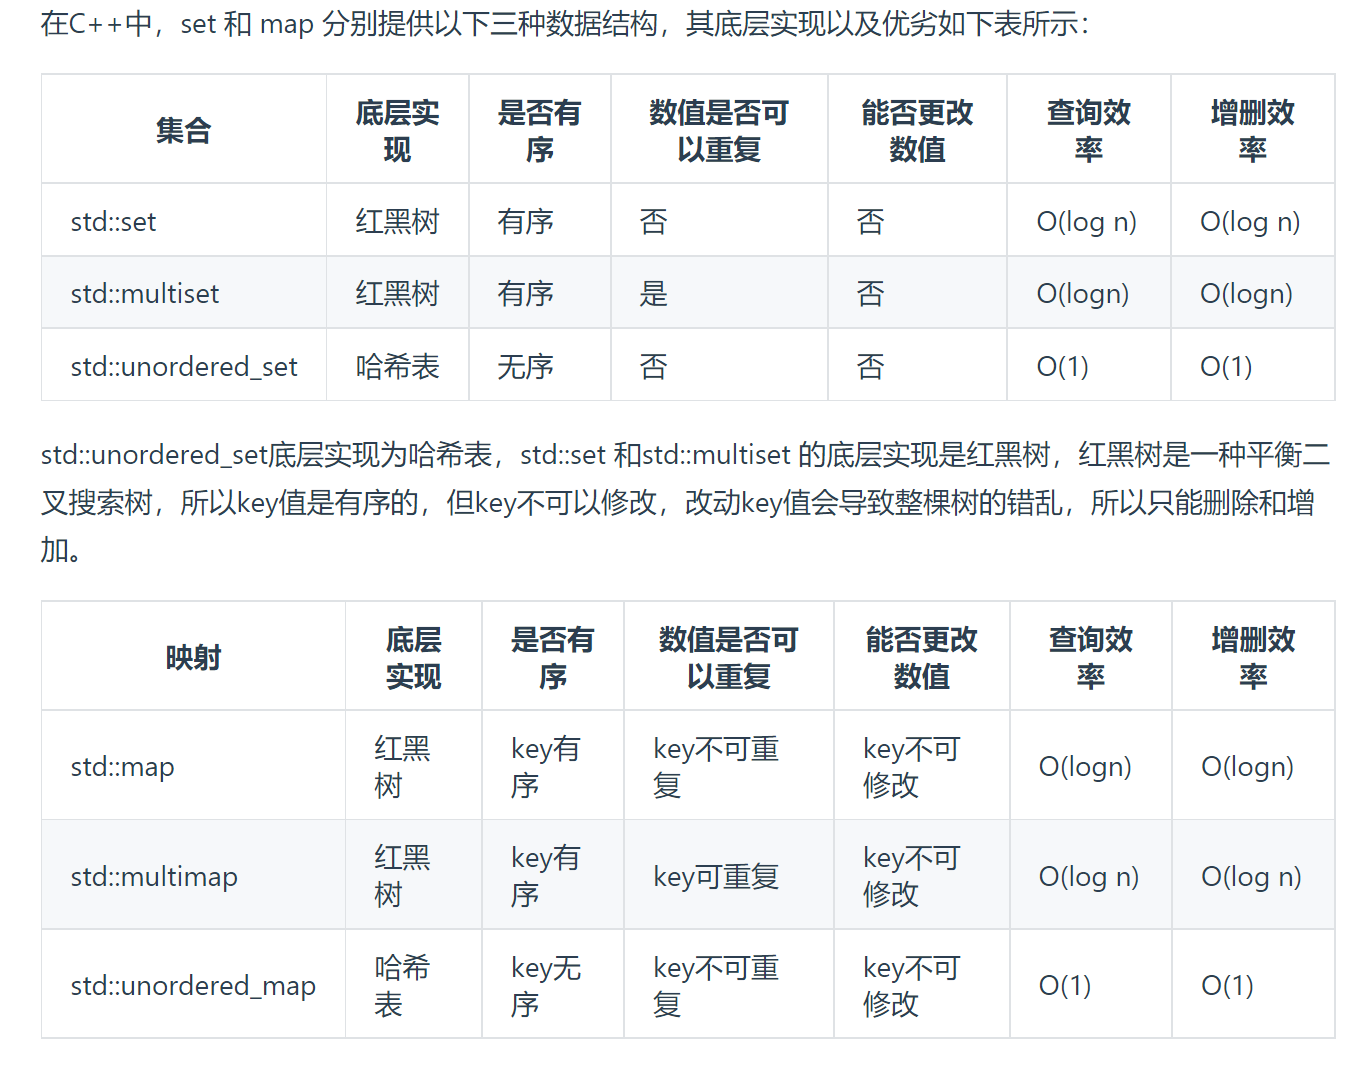 在C++中，set 和 map 分别提供以下三种数据结构，其底层实现以及优劣如下表所示：
集合 底层实现 是否有序 数值是否可以重复 能否更改数值 查询效率 增删效率
std::set 红黑树 有序 否 否 O(log n) O(log n)
std::multiset 红黑树 有序 是 否 O(logn) O(logn)
std::unordered_set 哈希表 无序 否 否 O(1) O(1)
std::unordered_set底层实现为哈希表，std::set 和std::multiset 的底层实现是红黑树，红黑树是一种平衡二
叉搜索树，所以key值是有序的，但key不可以修改，改动key值会导致整棵树的错乱，所以只能删除和增
加。
映射 底层实现 是否有序 数值是否可以重复 能否更改数值 查询效率 增删效率
std::map 红黑树 key有序 key不可重复 key不可修改 O(logn) O(logn)
std::multimap 红黑树 key有序 key可重复 key不可修改 O(log n) O(log n)
std::unordered_map 哈希表 key无序 key不可重复 key不可修改 O(1) O(1)